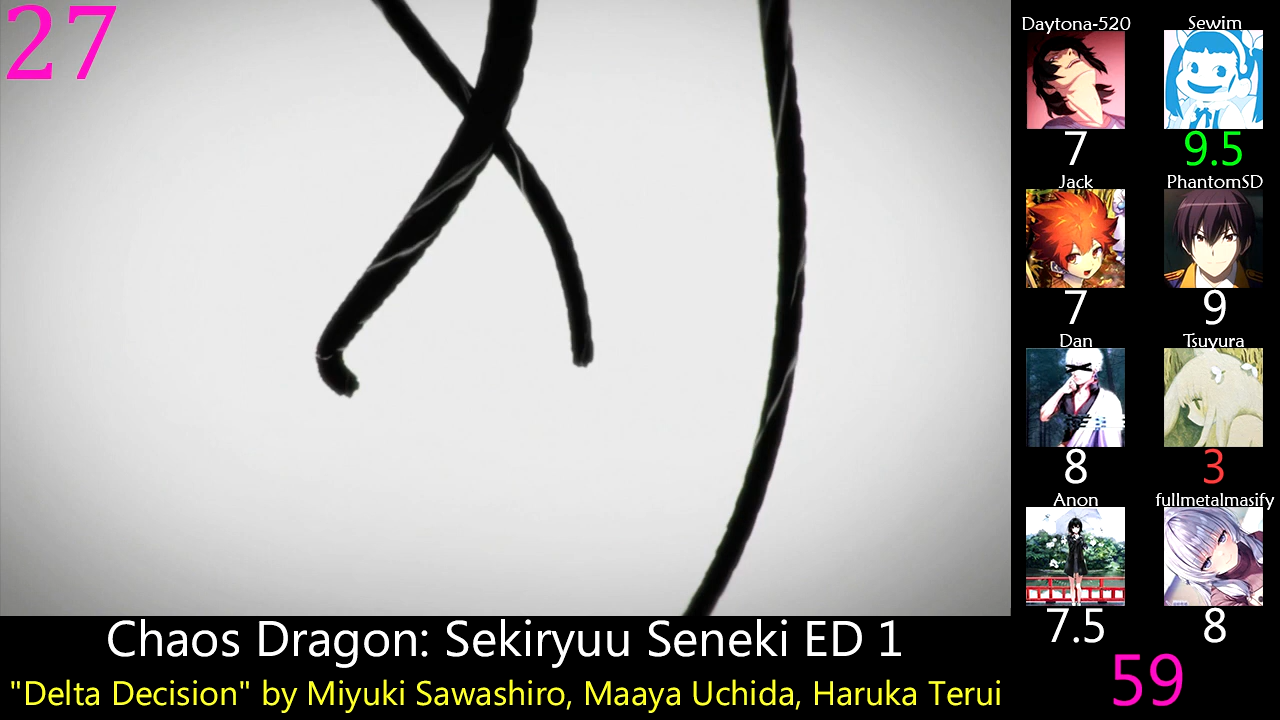 27
Daytona-520
Sewim
7
9.5
Jack
PhantomSD
7
9
Dan
Tsuyura
8
3
Anon
fullmetalmasify
7.5
8
59
Chaos Dragon: Sekiryuu Seneki ED 1
"Delta Decision" by Miyuki Sawashiro, Maaya Uchida, Haruka Terui